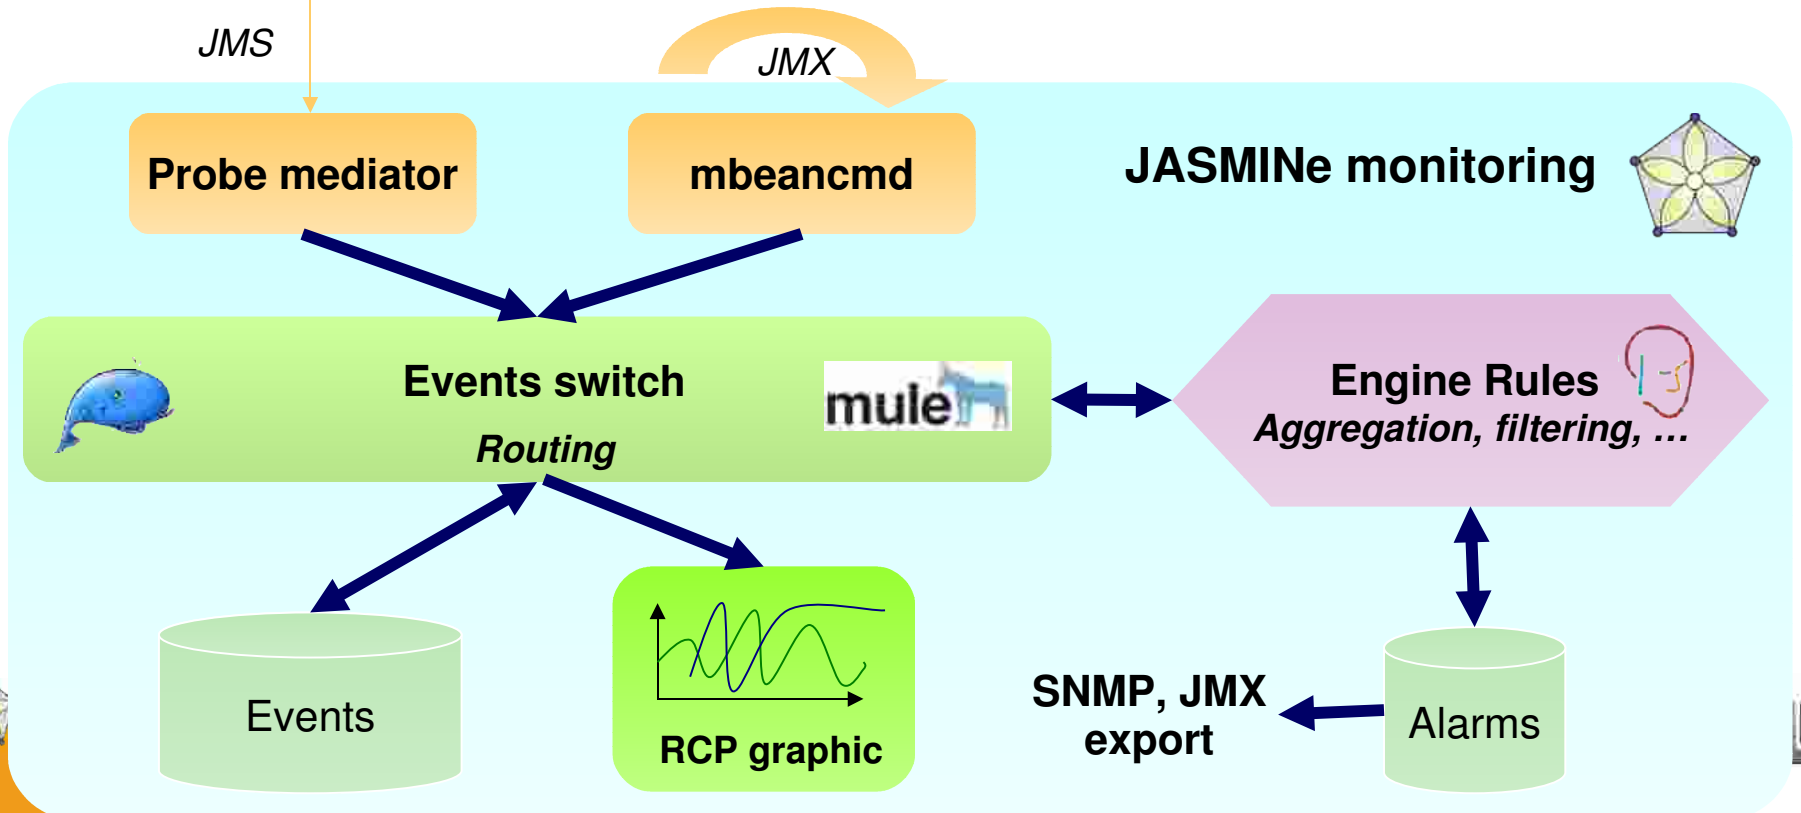 JMS
JMX
Probe mediator
mbeancmd
JASMINe monitoring
Events switch
mule
Routing
Engine Rules
Aggregation, filtering, ...
Events
RCP graphic
SNMP, JMX
export
Alarms